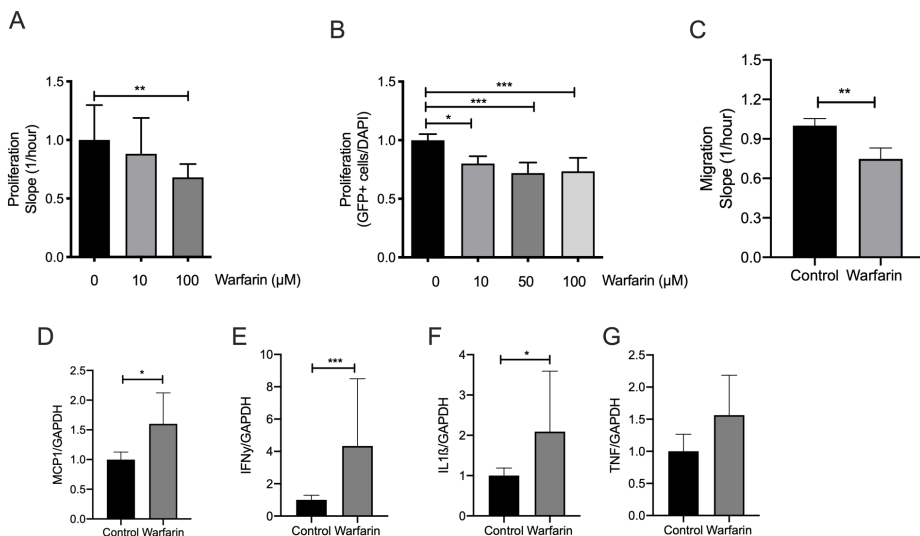 A
Proliferation
Slope (1/hour)
1.5
1.0
0.5
0.0
**
0 10 100 Warfarin (µM)
B
Proliferation
(GFP+ cells/DAPI)
1.5
1.0
0.5
0.0
***
***
*
0 10 50 100 Warfarin (µM)
C
Migration
Slope (1/hour)
1.5
1.2
0.9
0.6
0.3
0.0
**
Control Warfarin
D
MCP1/GAPDH
2.5
2.0
1.5
1.0
0.5
0.0
*
Control Warfarin
E
IFNy/GAPDH
10
8
6
4
2
0
***
Control Warfarin
F
IL1ß/GAPDH
4
3
2
1
0
*
Control Warfarin
G
TNF/GAPDH
2.5
2.0
1.5
1.0
0.5
0.0
Control Warfarin